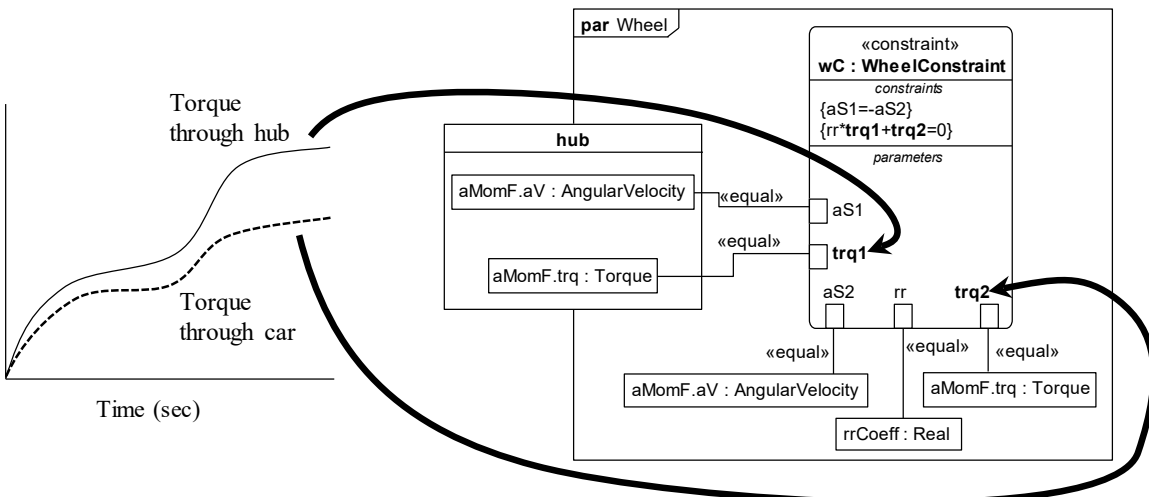 Torque
through hub
Torque
through car
Time (sec)
par Wheel
«constraint»
wC : WheelConstraint
constraints
{aS1=-aS2}
{rr*trq1+trq2=0}
parameters
hub
aMomF.aV : AngularVelocity
«equal»
aS1
aMomF.trq : Torque
«equal»
trq1
aS2
rr
trq2
«equal»
«equal»
«equal»
aMomF.aV : AngularVelocity
aMomF.trq : Torque
rrCoeff : Real